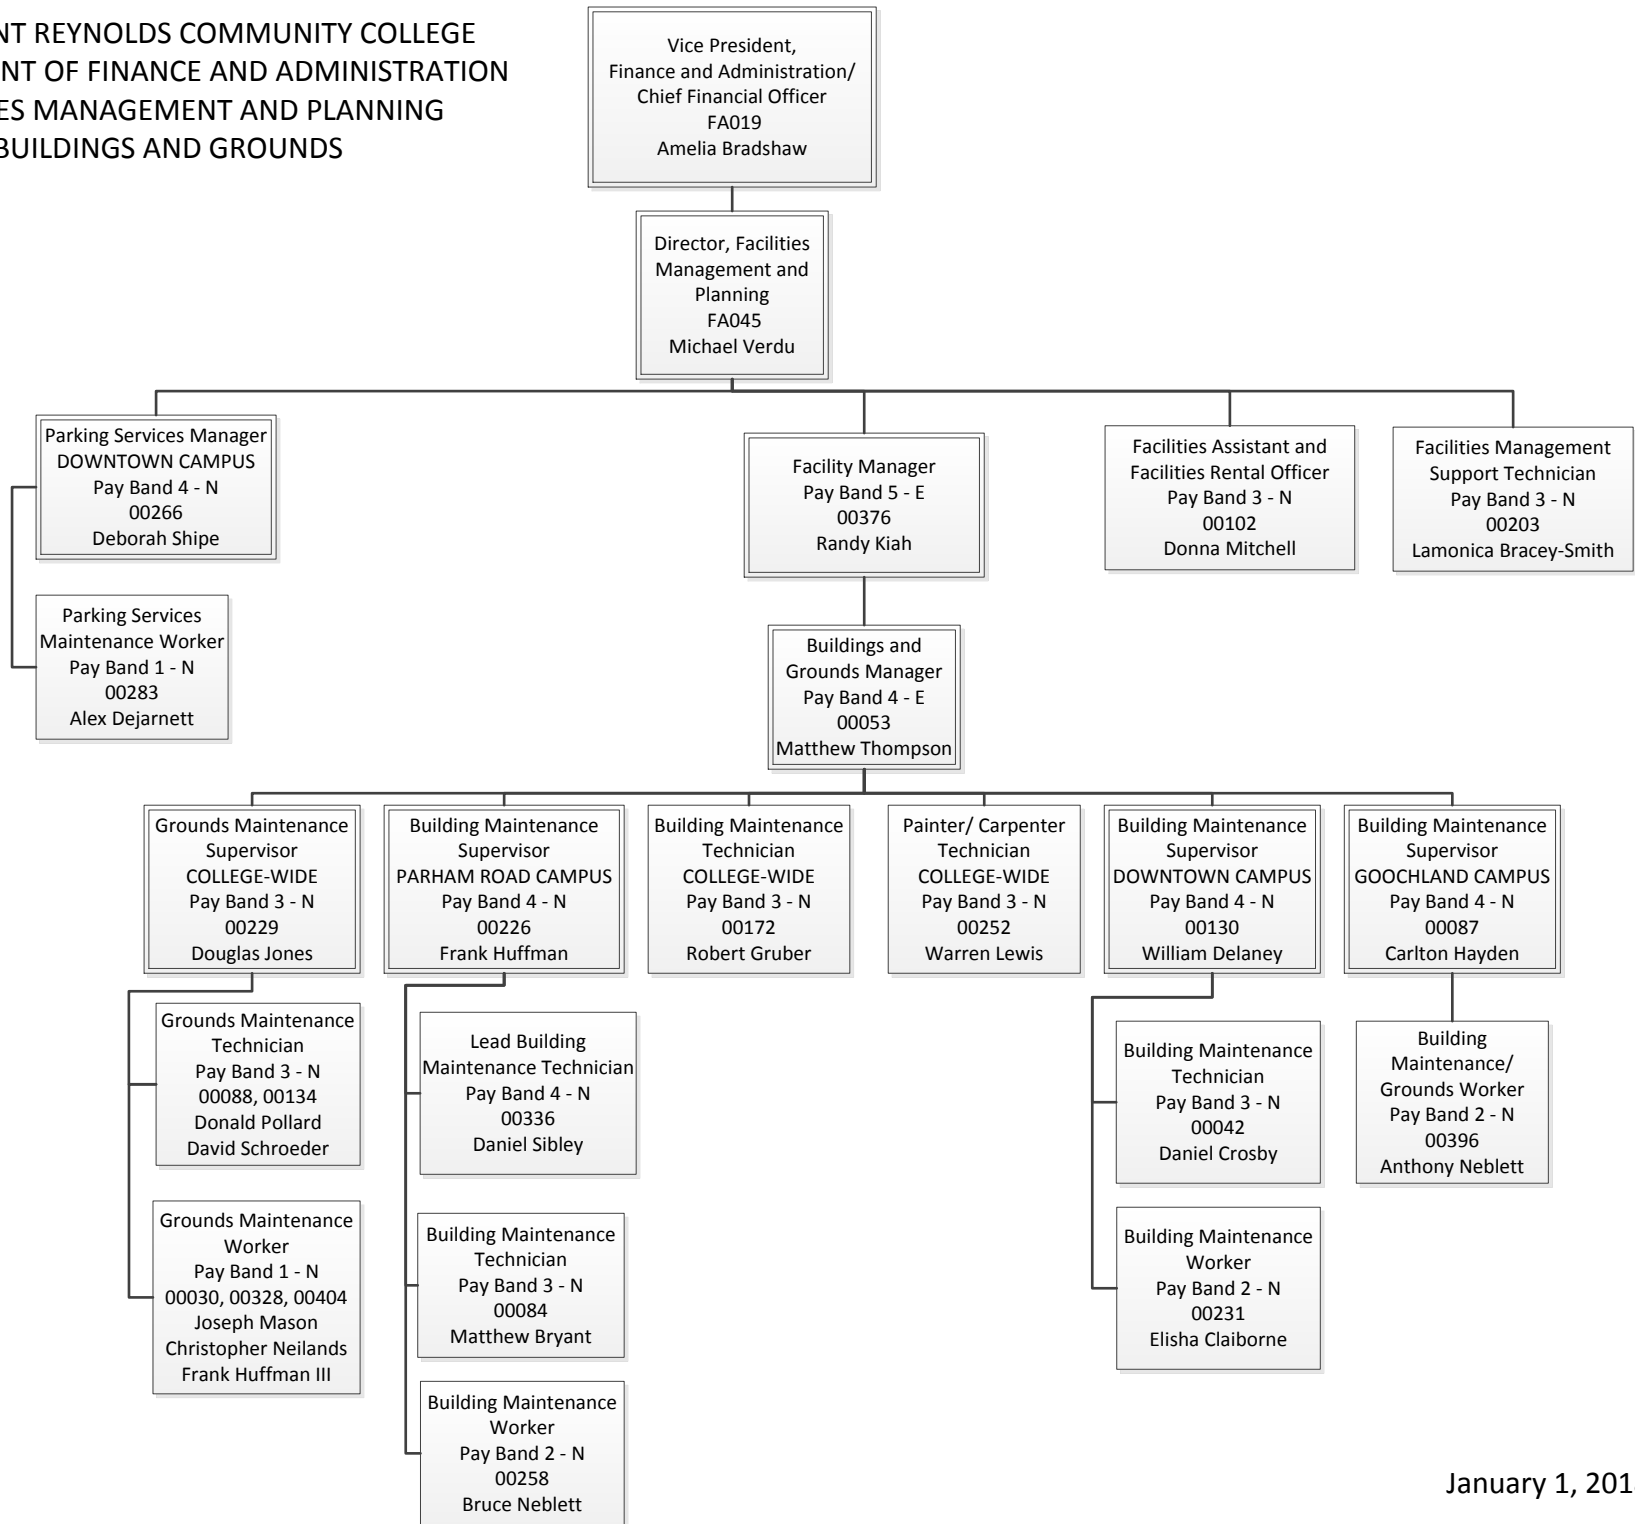 NT REYNOLDS COMMUNITY COLLEGE
NT OF FINANCE AND ADMINISTRATION
ES MANAGEMENT AND PLANNING
BUILDINGS AND GROUNDS
Vice President,
Finance and Administration/
Chief Financial Officer
FA019
Amelia Bradshaw
Director, Facilities
Management and
Planning
FA045
Michael Verdu
Parking Services Manager
DOWNTOWN CAMPUS
Pay Band 4 - N
00266
Deborah Shipe
Facility Manager
Pay Band 5 - E
00376
Randy Kiah
Facilities Assistant and
Facilities Rental Officer
Pay Band 3 - N
00102
Donna Mitchell
Facilities Management
Support Technician
Pay Band 3 - N
00203
Lamonica Bracey-Smith
Parking Services
Maintenance Worker
Pay Band 1 - N
00283
Alex Dejarnett
Buildings and
Grounds Manager
Pay Band 4 - E
00053
Matthew Thompson
Grounds Maintenance
Supervisor
COLLEGE-WIDE
Pay Band 3 - N
00229
Douglas Jones
Building Maintenance
Supervisor
PARHAM ROAD CAMPUS
Pay Band 4 - N
00226
Frank Huffman
Building Maintenance
Technician
COLLEGE-WIDE
Pay Band 3 - N
00172
Robert Gruber
Painter/ Carpenter
Technician
COLLEGE-WIDE
Pay Band 3 - N
00252
Warren Lewis
Building Maintenance
Supervisor
DOWNTOWN CAMPUS
Pay Band 4 - N
00130
William Delaney
Building Maintenance
Supervisor
GOOCHLAND CAMPUS
Pay Band 4 - N
00087
Carlton Hayden
Grounds Maintenance
Technician
Pay Band 3 - N
00088, 00134
Donald Pollard
David Schroeder
Lead Building
Maintenance Technician
Pay Band 4 - N
00336
Daniel Sibley
Building Maintenance
Technician
Pay Band 3 - N
00042
Daniel Crosby
Building
Maintenance/
Grounds Worker
Pay Band 2 - N
00396
Anthony Neblett
Grounds Maintenance
Worker
Pay Band 1 - N
00030, 00328, 00404
Joseph Mason
Christopher Neilands
Frank Huffman III
Building Maintenance
Technician
Pay Band 3 - N
00084
Matthew Bryant
Building Maintenance
Worker
Pay Band 2 - N
00231
Elisha Claiborne
Building Maintenance
Worker
Pay Band 2 - N
00258
Bruce Neblett
January 1, 201